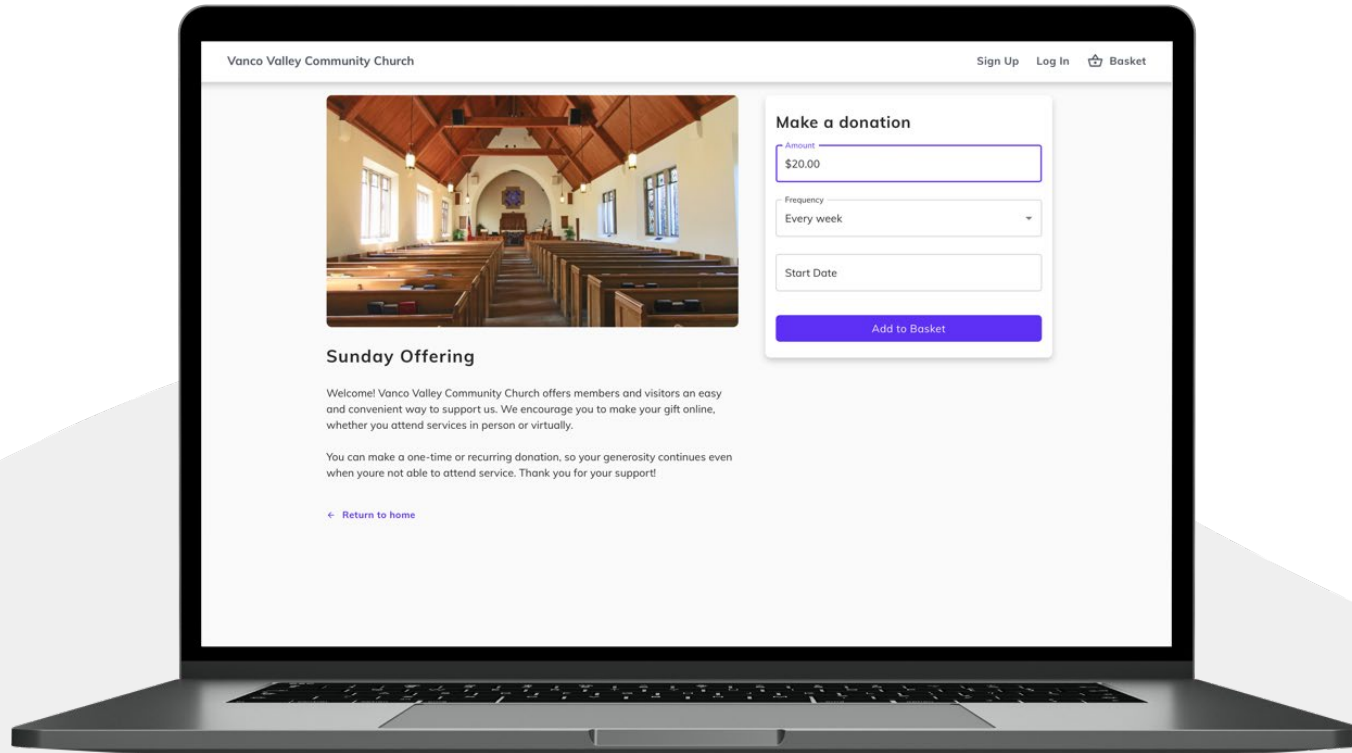 Vanco Valley Community Church
Sign Up Log In Basket
Make a donation
Amount
$20.00
Frequency
Every week
Start Date
Add to Basket
Sunday Offering
Welcome! Vanco Valley Community Church offers members and visitors an easy
and convenient way to support us. We encourage you to make your gift online,
whether you attend services in person or virtually.
You can make a one-time or recurring donation, so your generosity continues even
when youre not able to attend service. Thank you for your support!
← Return to home